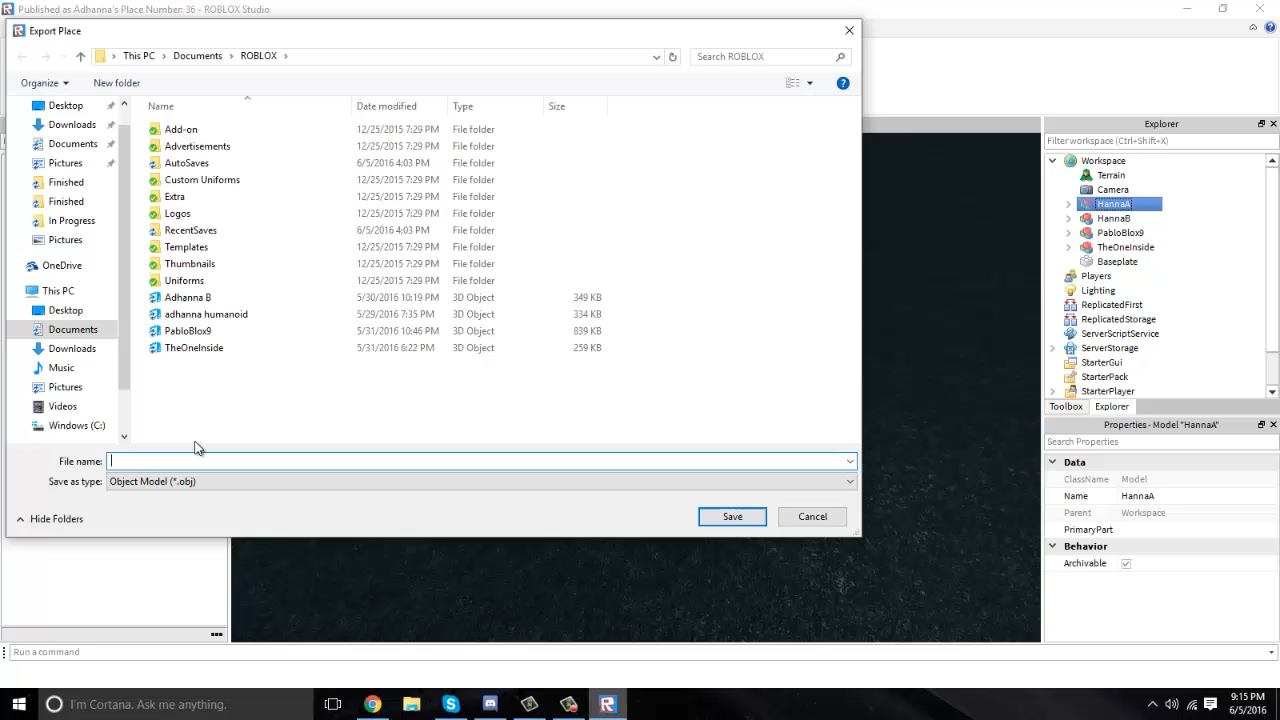 Published as Adhanna's Place Number: 36 - ROBLOX Studio
Export Place
This PC > Documents > ROBLOX >
Search ROBLOX
Organize
New folder
Name Date modified Type Size
Desktop
Downloads
Documents
Pictures
Finished
Finished
In Progress
Pictures
OneDrive
This PC
Desktop
Documents
Downloads
Music
Pictures
Videos
Windows (C:)
Add-on 12/25/2015 7:29 PM File folder
Advertisements 12/25/2015 7:29 PM File folder
AutoSaves 6/5/2016 4:03 PM File folder
Custom Uniforms 12/25/2015 7:29 PM File folder
Extra 12/25/2015 7:29 PM File folder
Logos 12/25/2015 7:29 PM File folder
RecentSaves 6/5/2016 4:03 PM File folder
Templates 12/25/2015 7:29 PM File folder
Thumbnails 12/25/2015 7:29 PM File folder
Uniforms 12/25/2015 7:29 PM File folder
Adhanna B 5/30/2016 10:19 PM 3D Object 349 KB
adhanna humanoid 5/29/2016 7:35 PM 3D Object 334 KB
PabloBlox9 5/31/2016 10:46 PM 3D Object 839 KB
TheOneInside 5/31/2016 6:22 PM 3D Object 259 KB
File name:
Save as type: Object Model (*.obj)
Hide Folders
Save
Cancel
Explorer
Filter workspace (Ctrl+Shift+X)
Workspace
Terrain
Camera
HannaA
HannaB
PabloBlox9
TheOneInside
Baseplate
Players
Lighting
ReplicatedFirst
ReplicatedStorage
ServerScriptService
ServerStorage
StarterGui
StarterPack
StarterPlayer
Toolbox Explorer
Properties - Model "HannaA"
Search Properties
Data
ClassName Model
Name HannaA
Parent Workspace
PrimaryPart
Behavior
Archivable
Run a command
I'm Cortana. Ask me anything.
9:15 PM
6/5/2016